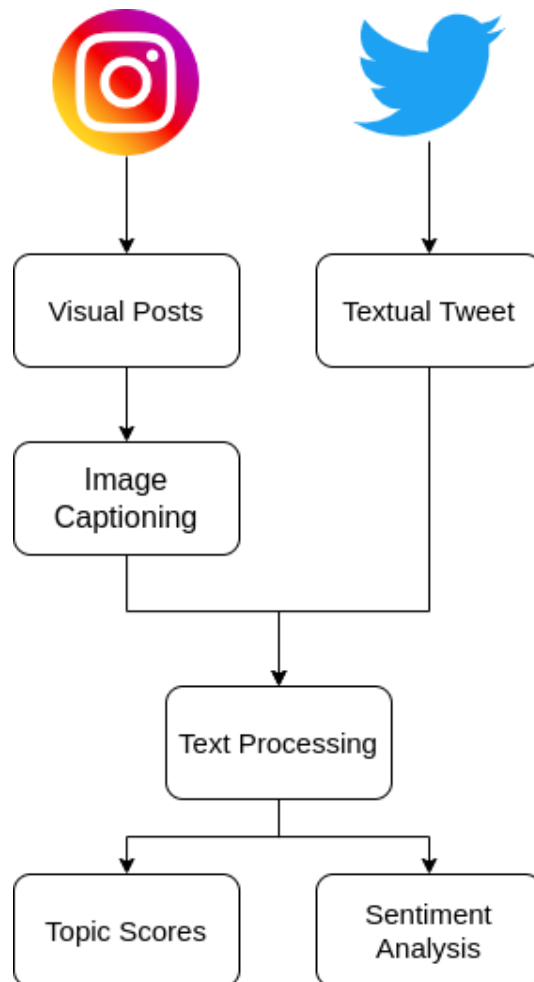 Visual Posts
Textual Tweet
Image
Captioning
Text Processing
Topic Scores
Sentiment
Analysis